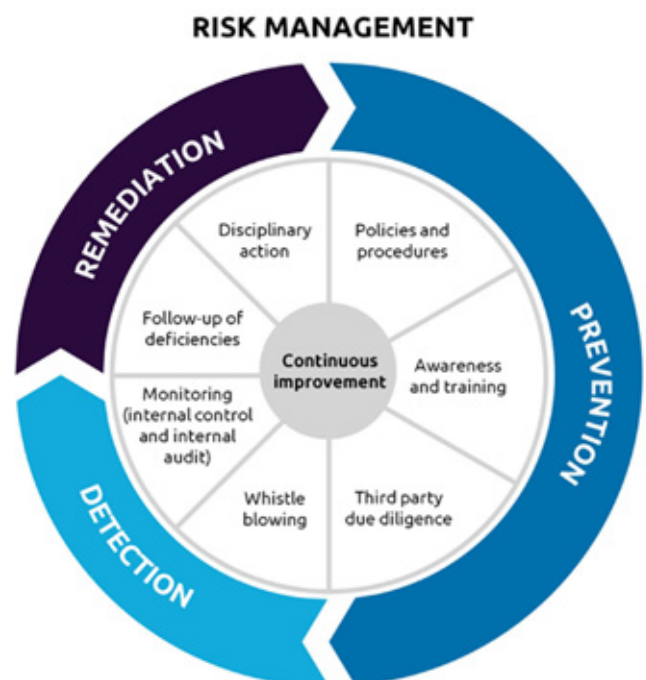 RISK MANAGEMENT
REMEDIATION
PREVENTION
DETECTION
Disciplinary
action
Policies and
procedures
Follow-up of
deficiencies
Continuous
improvement
Awareness
and training
Monitoring
(internal control
and internal
audit)
Whistle
blowing
Third party
due diligence